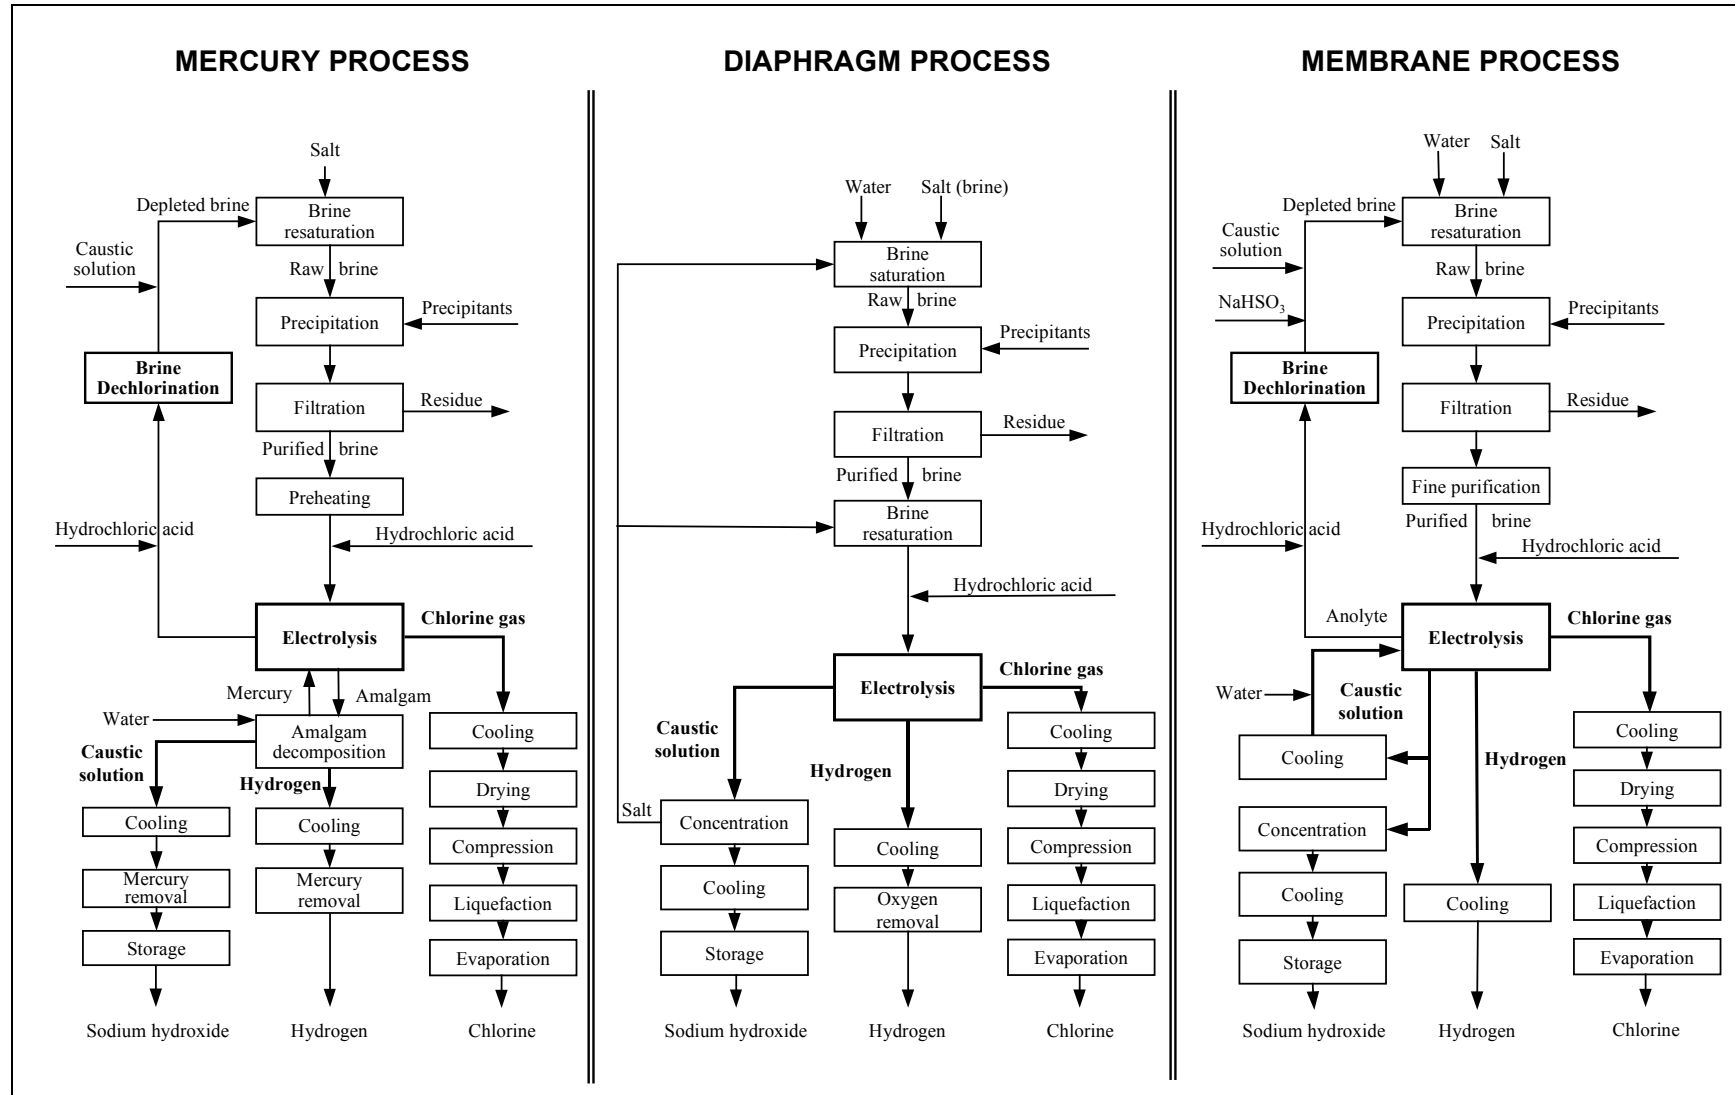 MERCURY PROCESS
Salt
Depleted brine
Brine
resaturation
Caustic
solution
Raw brine
Precipitants
Precipitation
Brine
Dechlorination
Filtration
Residue
Purified brine
Preheating
Hydrochloric acid
Hydrochloric acid
Electrolysis
Chlorine gas
Mercury
Amalgam
Water
Amalgam
decomposition
Caustic
solution
Hydrogen
Cooling
Mercury
removal
Storage
Sodium hydroxide
Cooling
Mercury
removal
Hydrogen
Cooling
Drying
Compression
Liquefaction
Evaporation
Chlorine
DIAPHRAGM PROCESS
Water
Salt (brine)
Brine
saturation
Raw brine
Precipitants
Precipitation
Filtration
Residue
Purified brine
Brine
resaturation
Hydrochloric acid
Electrolysis
Chlorine gas
Caustic
solution
Hydrogen
Salt
Concentration
Cooling
Storage
Sodium hydroxide
Cooling
Oxygen
removal
Hydrogen
Cooling
Drying
Compression
Liquefaction
Evaporation
Chlorine
MEMBRANE PROCESS
Water
Salt
Depleted brine
Brine
resaturation
Caustic
solution
Raw brine
NaHSO3
Precipitants
Precipitation
Brine
Dechlorination
Filtration
Residue
Fine purification
Purified brine
Hydrochloric acid
Hydrochloric acid
Anolyte
Electrolysis
Chlorine gas
Water
Caustic
solution
Cooling
Hydrogen
Concentration
Cooling
Storage
Sodium hydroxide
Cooling
Hydrogen
Cooling
Drying
Compression
Liquefaction
Evaporation
Chlorine